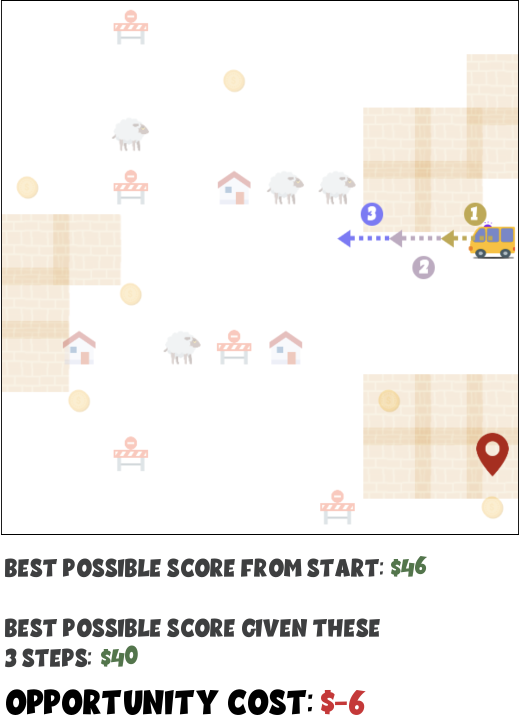 3
1
2
BEST POSSIBLE SCORE FROM START: $46
BEST POSSIBLE SCORE GIVEN THESE
3 STEPS: $40
OPPORTUNITY COST: $-6